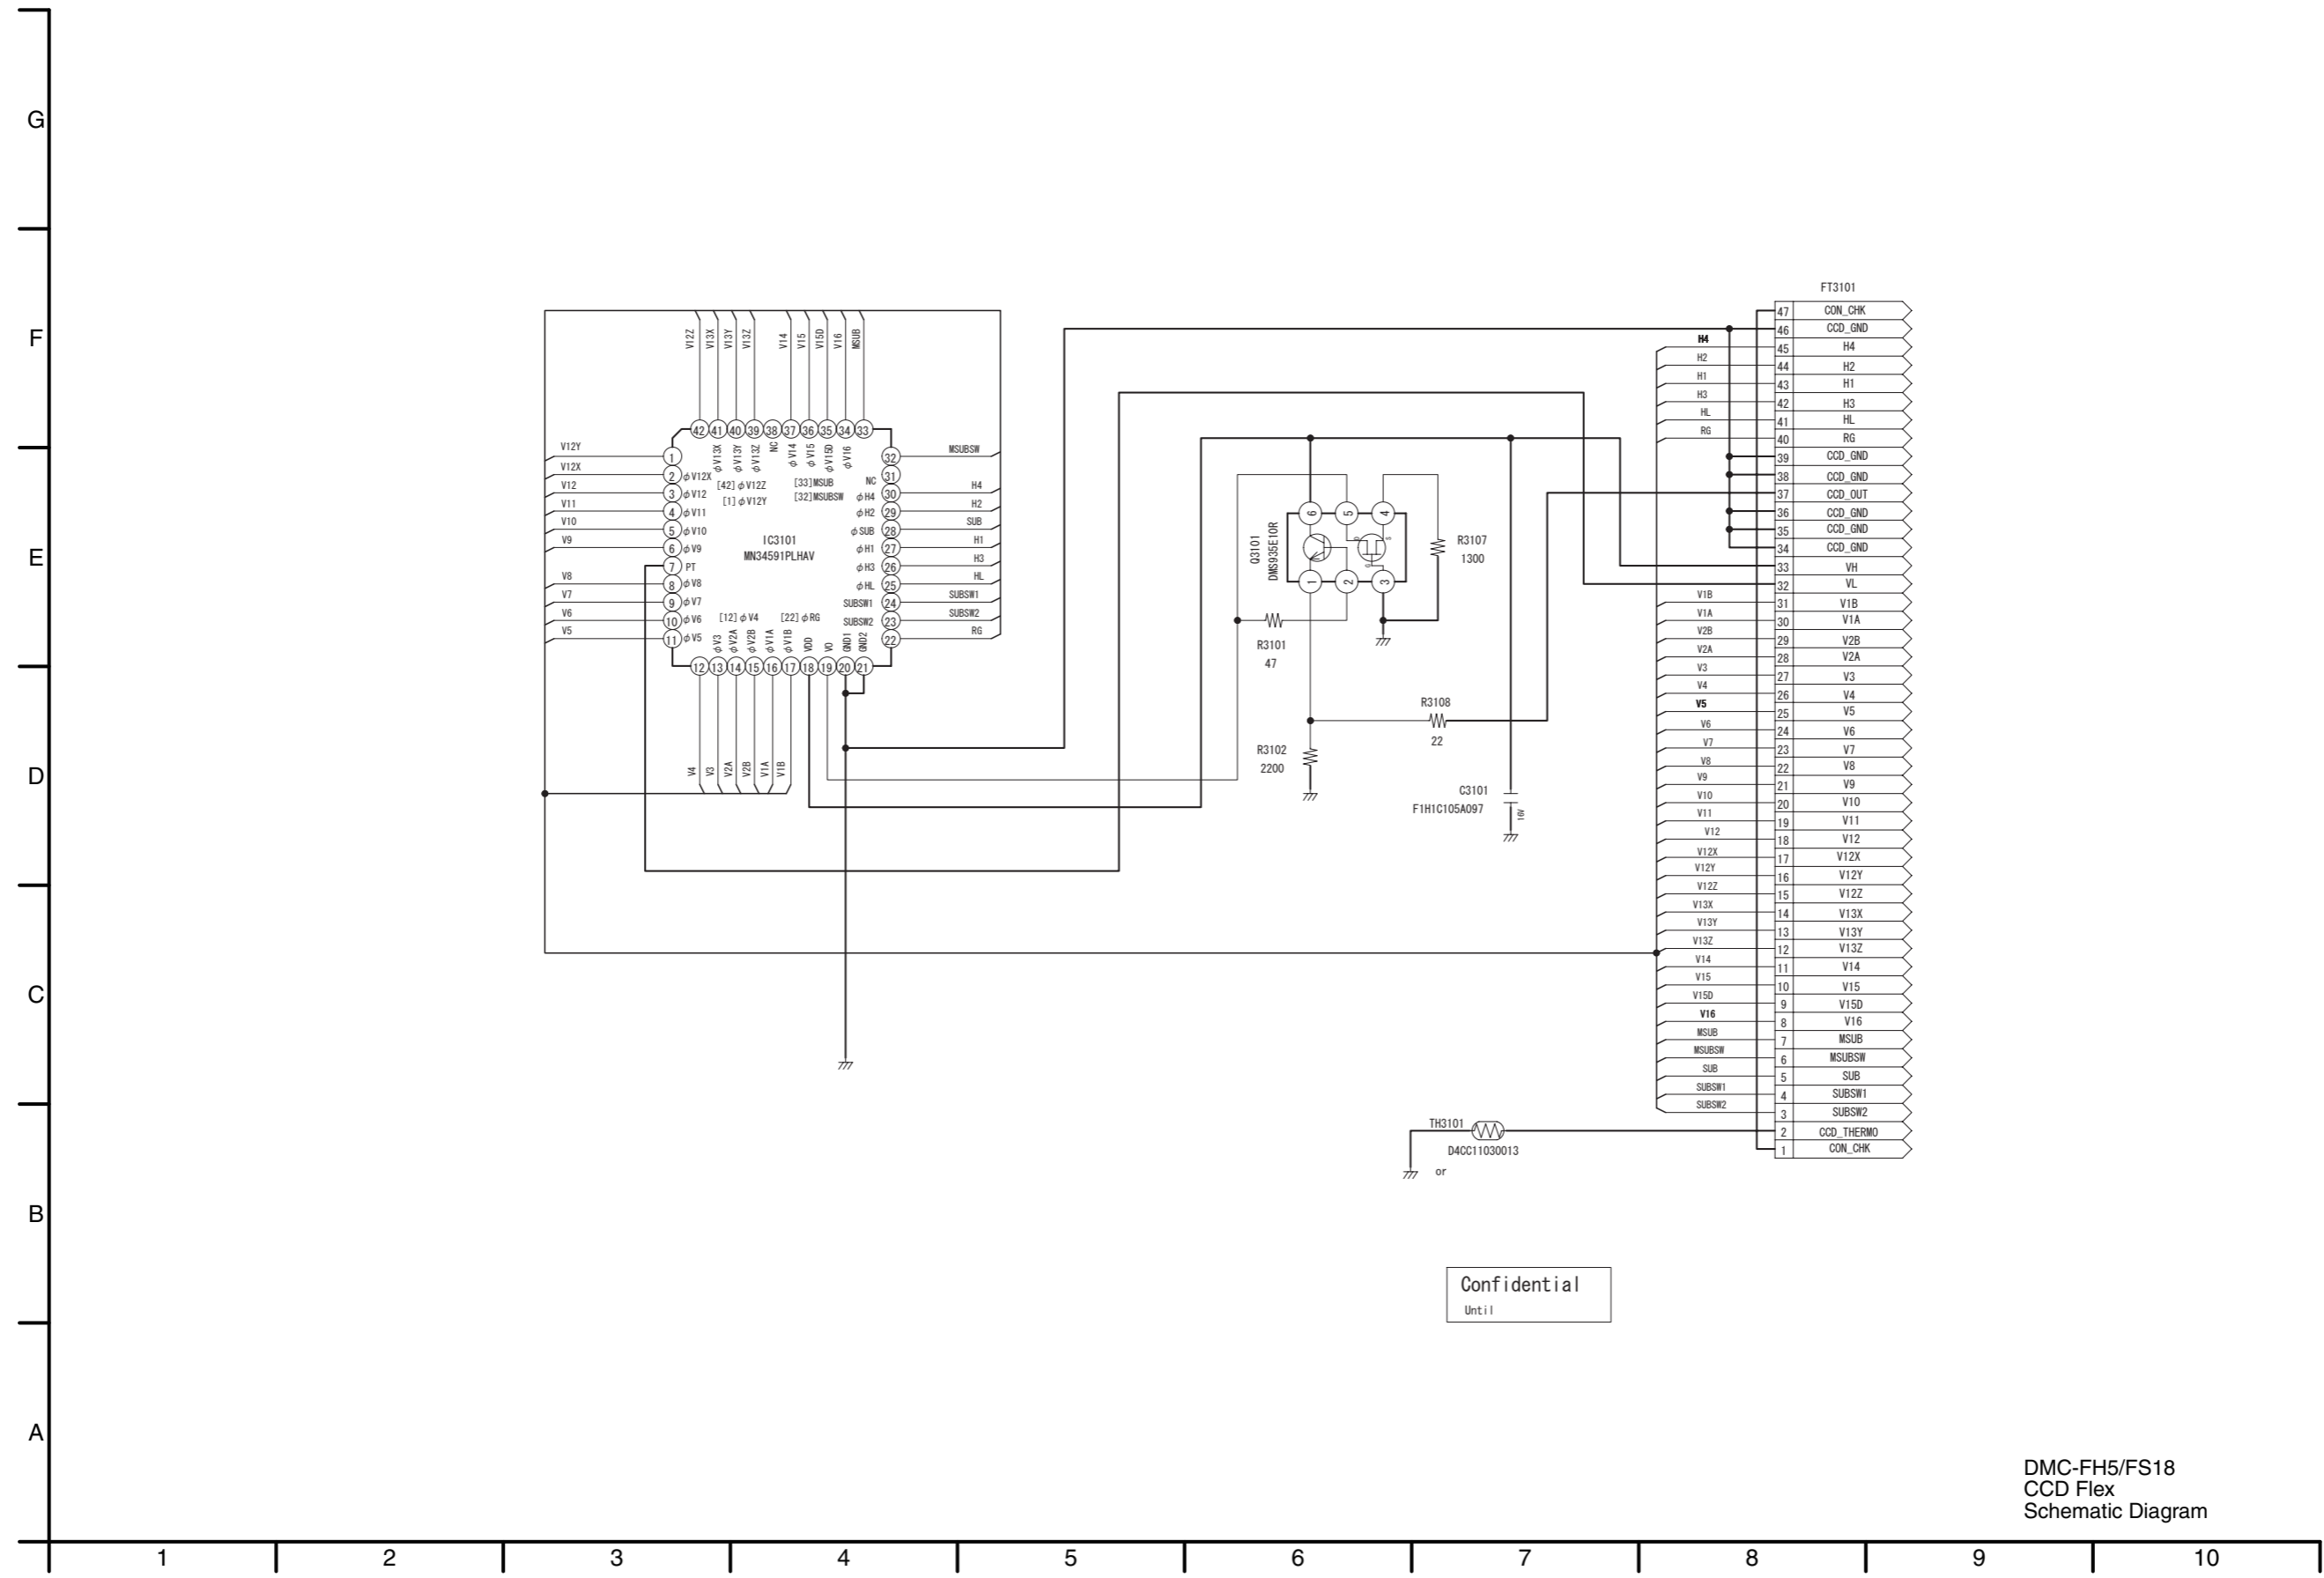 G
F
E
D
C
B
A
1 2 3 4 5 6 7 8 9 10
V12Z V13X V13Y V13Z V14 V15 V15D V16 MSUB
42 41 40 39 38 37 36 35 34 33
φV13X φV13Y φV13Z NC φV14 φV15 φV15D φV16
[42]φV12Z [33]MSUB
[1]φV12Y [32]MSUBSW
IC3101
MN34591PLHAV
[12]φV4 [22]φRG
V12Y 1
V12X 2 φV12X
V12 3 φV12
V11 4 φV11
V10 5 φV10
V9 6 φV9
7 PT
V8 8 φV8
V7 9 φV7
V6 10 φV6
V5 11 φV5
32 MSUBSW
NC 31
φH4 30 H4
φH2 29 H2
φSUB 28 SUB
φH1 27 H1
φH3 26 H3
φHL 25 HL
SUBSW1 24 SUBSW1
SUBSW2 23 SUBSW2
22 RG
φV3 φV2A φV2B φV1A φV1B VDD VO GND1 GND2
12 13 14 15 16 17 18 19 20 21
V4 V3 V2A V2B V1A V1B
Q3101
DMS935E10R
6 5 4
D S
G
1 2 3
R3107
1300
R3101
47
R3108
22
R3102
2200
C3101
F1H1C105A097
16V
TH3101
D4CC11030013
or
FT3101
47 CON_CHK
46 CCD_GND
H4 45 H4
H2 44 H2
H1 43 H1
H3 42 H3
HL 41 HL
RG 40 RG
39 CCD_GND
38 CCD_GND
37 CCD_OUT
36 CCD_GND
35 CCD_GND
34 CCD_GND
33 VH
32 VL
V1B 31 V1B
V1A 30 V1A
V2B 29 V2B
V2A 28 V2A
V3 27 V3
V4 26 V4
V5 25 V5
V6 24 V6
V7 23 V7
V8 22 V8
V9 21 V9
V10 20 V10
V11 19 V11
V12 18 V12
V12X 17 V12X
V12Y 16 V12Y
V12Z 15 V12Z
V13X 14 V13X
V13Y 13 V13Y
V13Z 12 V13Z
V14 11 V14
V15 10 V15
V15D 9 V15D
V16 8 V16
MSUB 7 MSUB
MSUBSW 6 MSUBSW
SUB 5 SUB
SUBSW1 4 SUBSW1
SUBSW2 3 SUBSW2
2 CCD_THERMO
1 CON_CHK
Confidential
Until
DMC-FH5/FS18
CCD Flex
Schematic Diagram